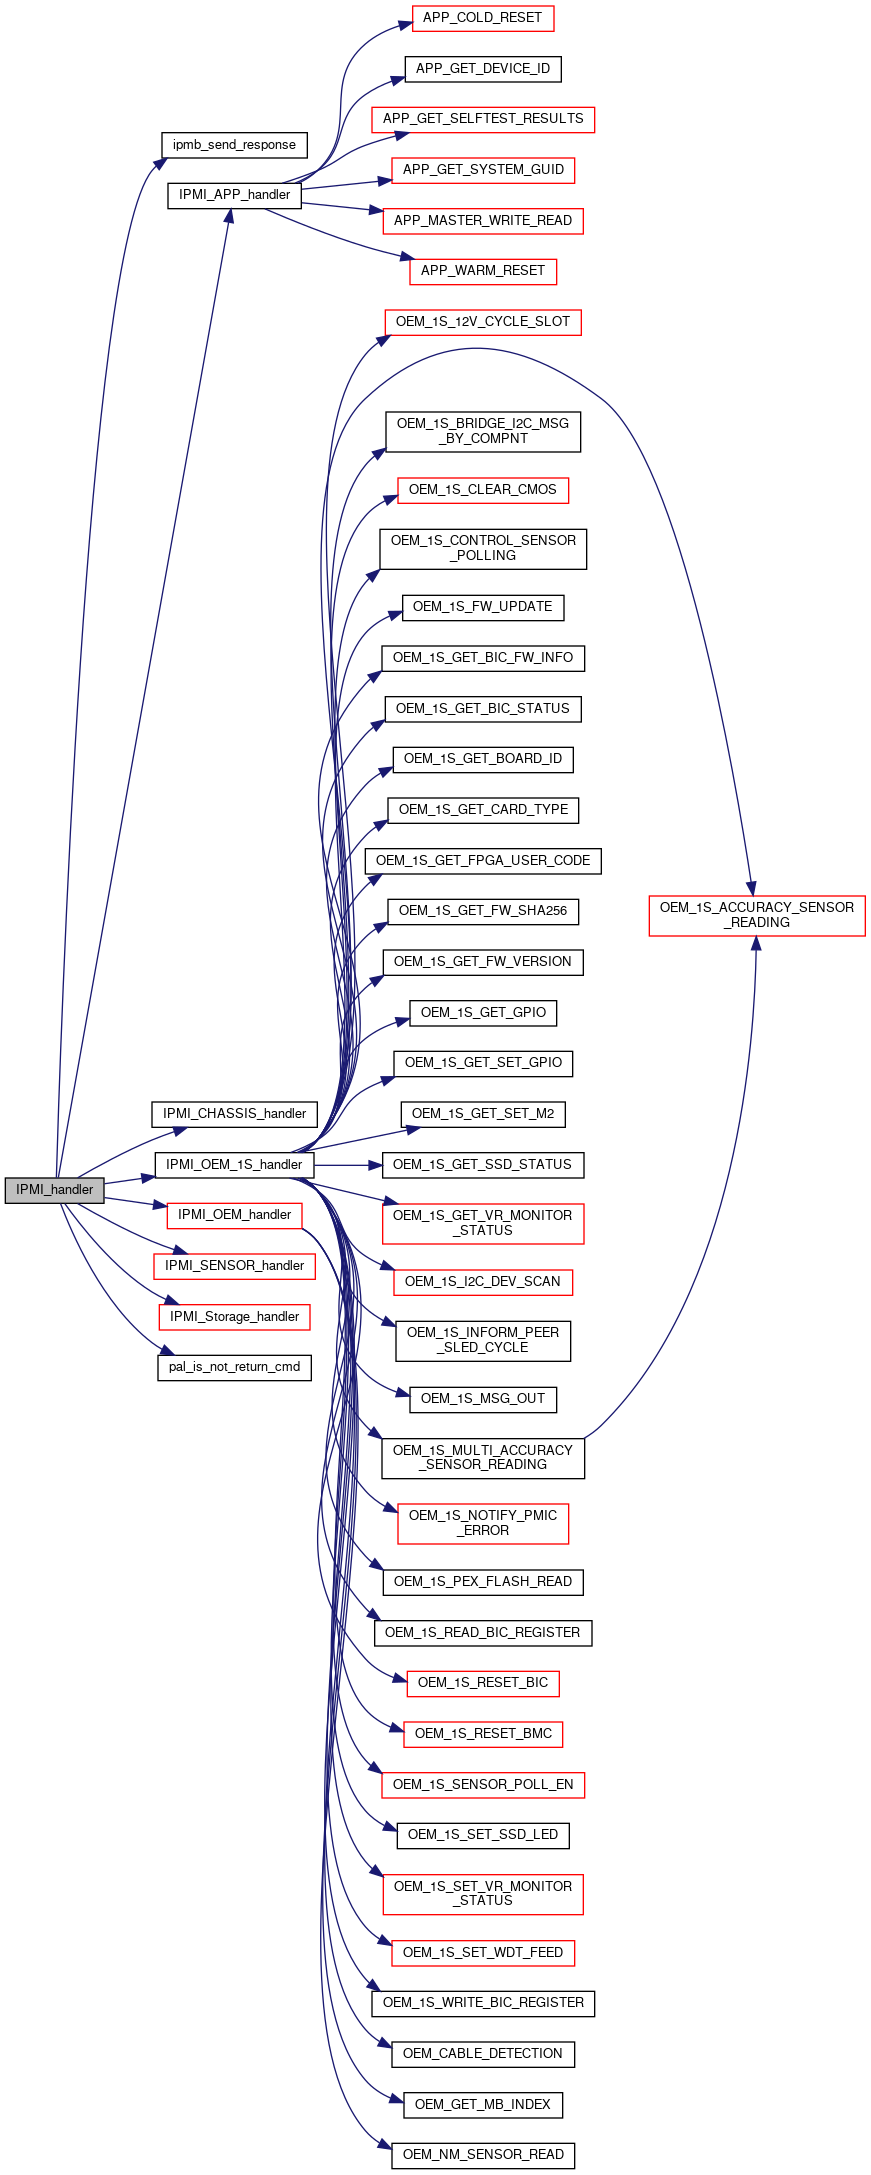 APP_COLD_RESET
APP_GET_DEVICE_ID
APP_GET_SELFTEST_RESULTS
ipmb_send_response
APP_GET_SYSTEM_GUID
IPMI_APP_handler
APP_MASTER_WRITE_READ
APP_WARM_RESET
OEM_1S_12V_CYCLE_SLOT
OEM_1S_BRIDGE_I2C_MSG
_BY_COMPNT
OEM_1S_CLEAR_CMOS
OEM_1S_CONTROL_SENSOR
_POLLING
OEM_1S_FW_UPDATE
OEM_1S_GET_BIC_FW_INFO
OEM_1S_GET_BIC_STATUS
OEM_1S_GET_BOARD_ID
OEM_1S_GET_CARD_TYPE
OEM_1S_GET_FPGA_USER_CODE
OEM_1S_GET_FW_SHA256
OEM_1S_ACCURACY_SENSOR
_READING
OEM_1S_GET_FW_VERSION
OEM_1S_GET_GPIO
OEM_1S_GET_SET_GPIO
IPMI_CHASSIS_handler
OEM_1S_GET_SET_M2
IPMI_OEM_1S_handler
OEM_1S_GET_SSD_STATUS
IPMI_handler
IPMI_OEM_handler
OEM_1S_GET_VR_MONITOR
_STATUS
IPMI_SENSOR_handler
OEM_1S_I2C_DEV_SCAN
IPMI_Storage_handler
OEM_1S_INFORM_PEER
_SLED_CYCLE
pal_is_not_return_cmd
OEM_1S_MSG_OUT
OEM_1S_MULTI_ACCURACY
_SENSOR_READING
OEM_1S_NOTIFY_PMIC
_ERROR
OEM_1S_PEX_FLASH_READ
OEM_1S_READ_BIC_REGISTER
OEM_1S_RESET_BIC
OEM_1S_RESET_BMC
OEM_1S_SENSOR_POLL_EN
OEM_1S_SET_SSD_LED
OEM_1S_SET_VR_MONITOR
_STATUS
OEM_1S_SET_WDT_FEED
OEM_1S_WRITE_BIC_REGISTER
OEM_CABLE_DETECTION
OEM_GET_MB_INDEX
OEM_NM_SENSOR_READ